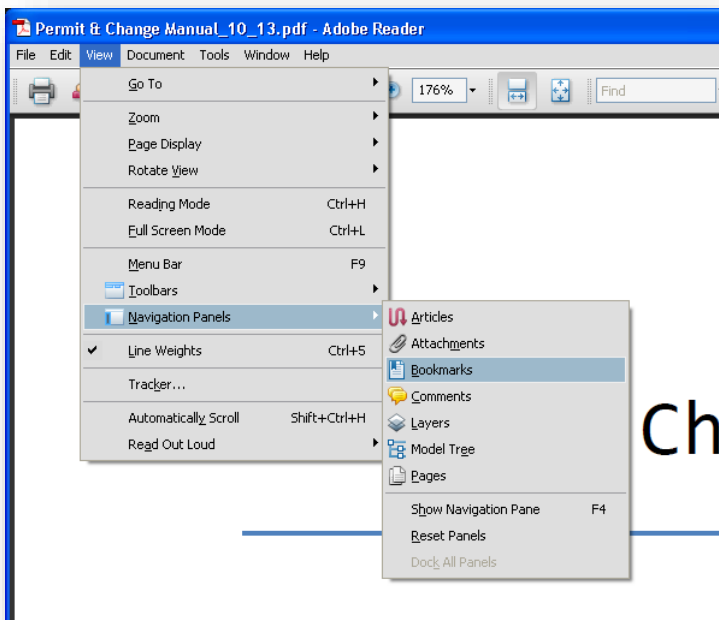 Permit & Change Manual_10_13.pdf - Adobe Reader
File Edit View Document Tools Window Help
176% Find
Go To
Zoom
Page Display
Rotate View
Reading Mode Ctrl+H
Full Screen Mode Ctrl+L
Menu Bar F9
Toolbars
Navigation Panels
Line Weights Ctrl+5
Tracker...
Automatically Scroll Shift+Ctrl+H
Read Out Loud
Articles
Attachments
Bookmarks
Comments
Layers
Model Tree
Pages
Show Navigation Pane F4
Reset Panels
Dock All Panels
Ch